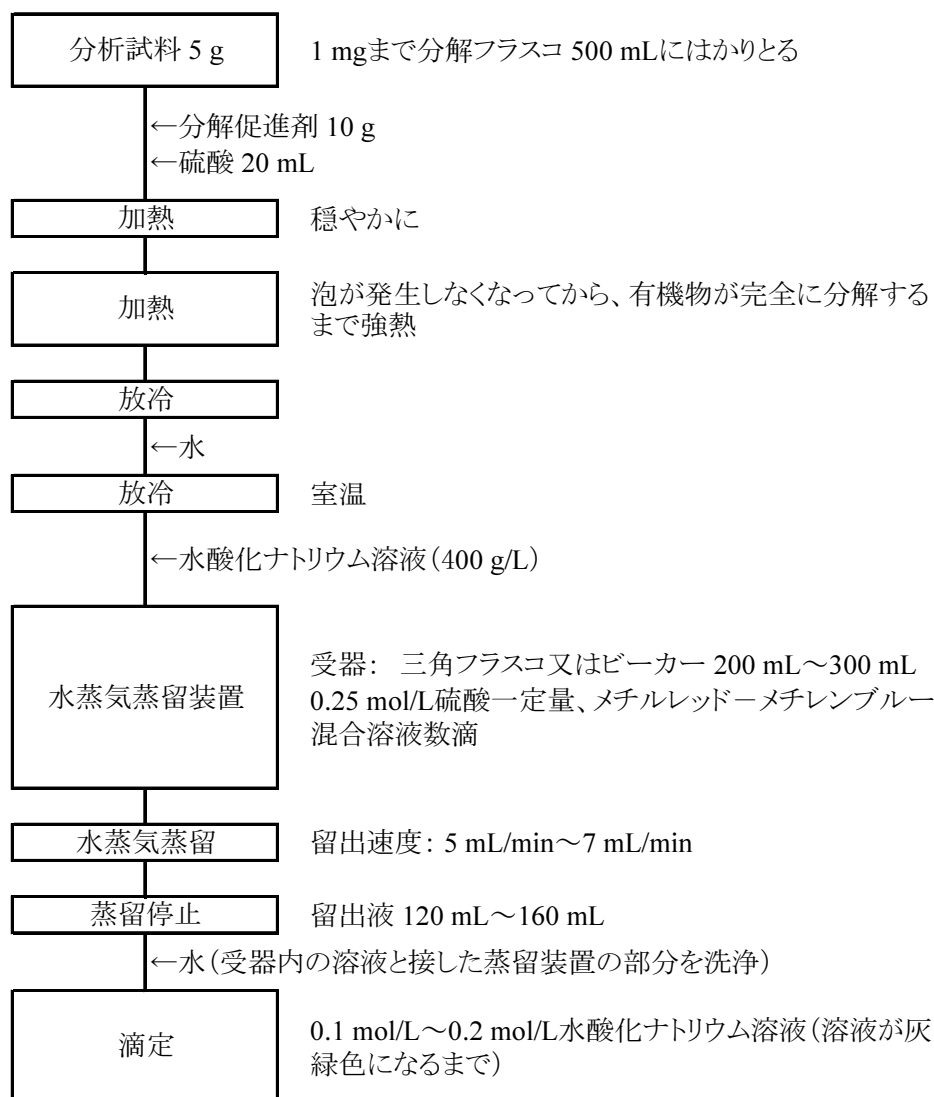 分析試料 5 g
1 mgまで分解フラスコ 500 mLにはかりとる
←分解促進剤 10 g
←硫酸 20 mL
加熱
穏やかに
加熱
泡が発生しなくなってから、有機物が完全に分解する
まで強熱
放冷
←水
放冷
室温
←水酸化ナトリウム溶液(400 g/L)
水蒸気蒸留装置
受器： 三角フラスコ又はビーカー 200 mL～300 mL
0.25 mol/L硫酸一定量、メチルレッド－メチレンブルー
混合溶液数滴
水蒸気蒸留
留出速度: 5 mL/min～7 mL/min
蒸留停止
留出液 120 mL～160 mL
←水(受器内の溶液と接した蒸留装置の部分を洗浄)
滴定
0.1 mol/L～0.2 mol/L水酸化ナトリウム溶液(溶液が灰
緑色になるまで)